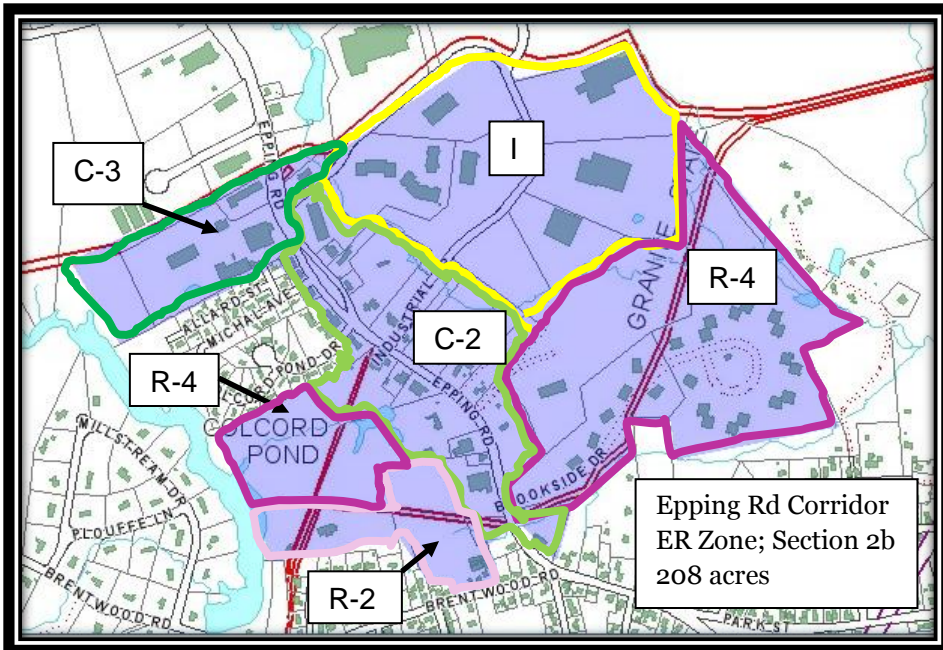 EPPING RD
I
C-3
GRANITE
R-4
ALLARD ST
MICHAL AVE
INDUSTRIAL
C-2
COLCORD POND DR
R-4
EPPING RD
COLCORD
POND
MILLSTREAM DR
BROOKSIDE DR
PLOUFFE LN
Epping Rd Corridor
ER Zone; Section 2b
208 acres
R-2
BRENTWOOD RD
BRENTWOOD RD
PARK ST